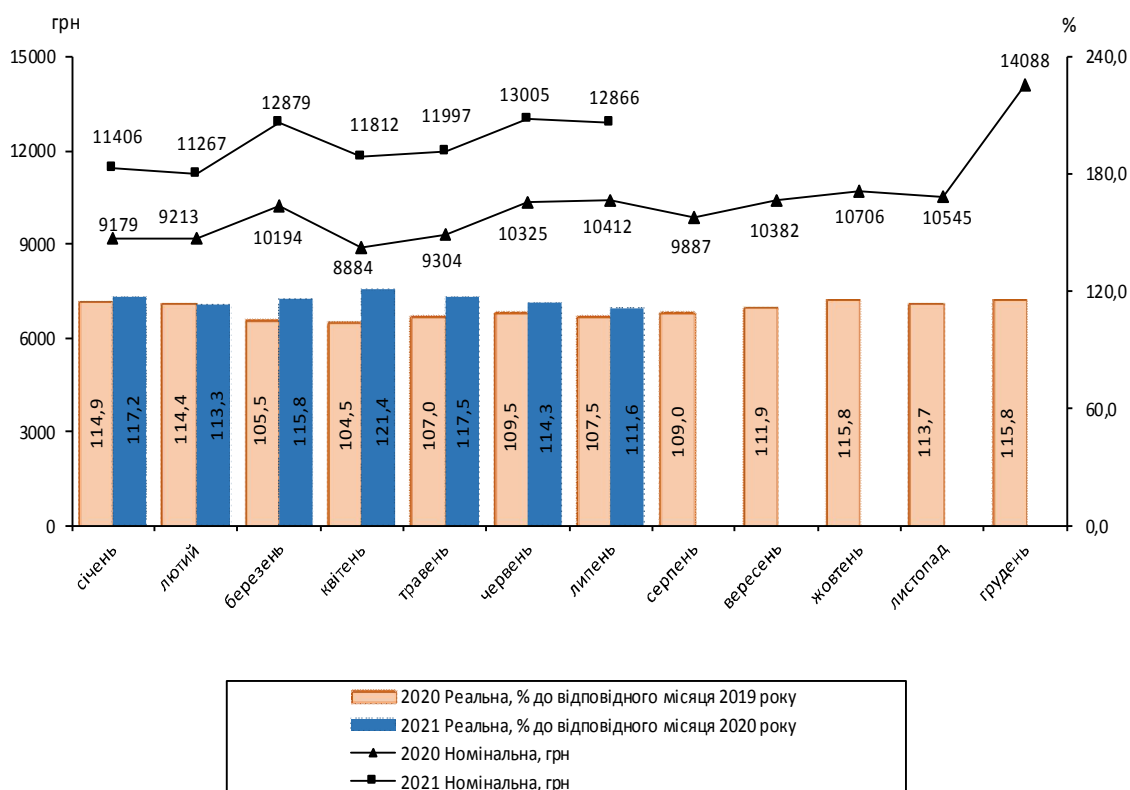 грн %
15000 240,0
12000 180,0
9000 120,0
6000 60,0
3000 0,0
0
11406 11267 12879 11812 11997 13005 12866 14088
9179 9213 10194 8884 9304 10325 10412 9887 10382 10706 10545
114,9 117,2 114,4 113,3 105,5 115,8 104,5 121,4 107,0 117,5 109,5 114,3 107,5 111,6 109,0 111,9 115,8 113,7 115,8
січень лютий березень квітень травень червень липень серпень вересень жовтень листопад грудень
2020 Реальна, % до відповідного місяця 2019 року
2021 Реальна, % до відповідного місяця 2020 року
2020 Номінальна, грн
2021 Номінальна, грн